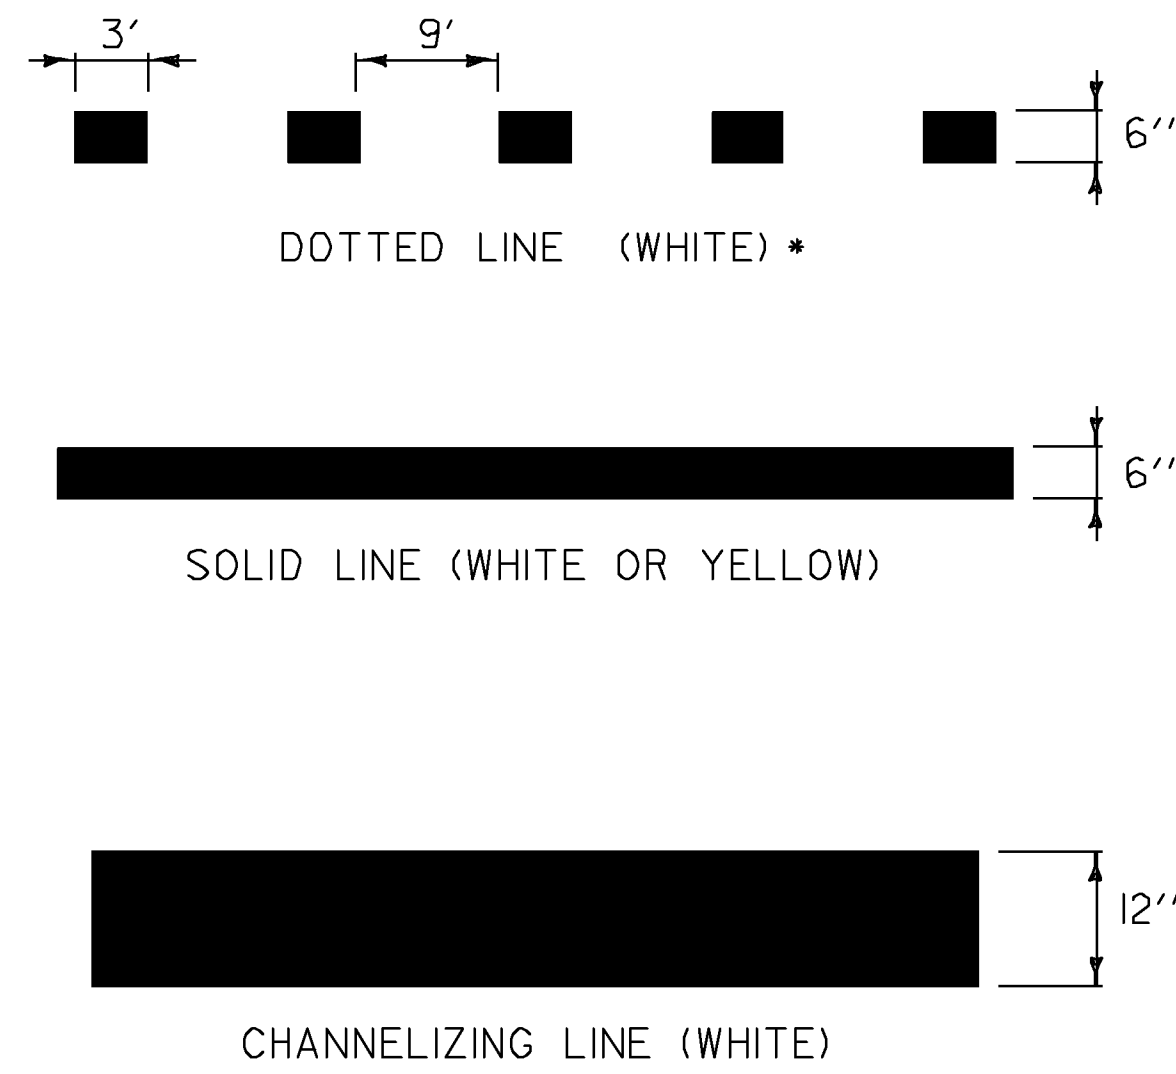 3' 9'
6''
DOTTED LINE (WHITE) *
6''
SOLID LINE (WHITE OR YELLOW)
12''
CHANNELIZING LINE (WHITE)